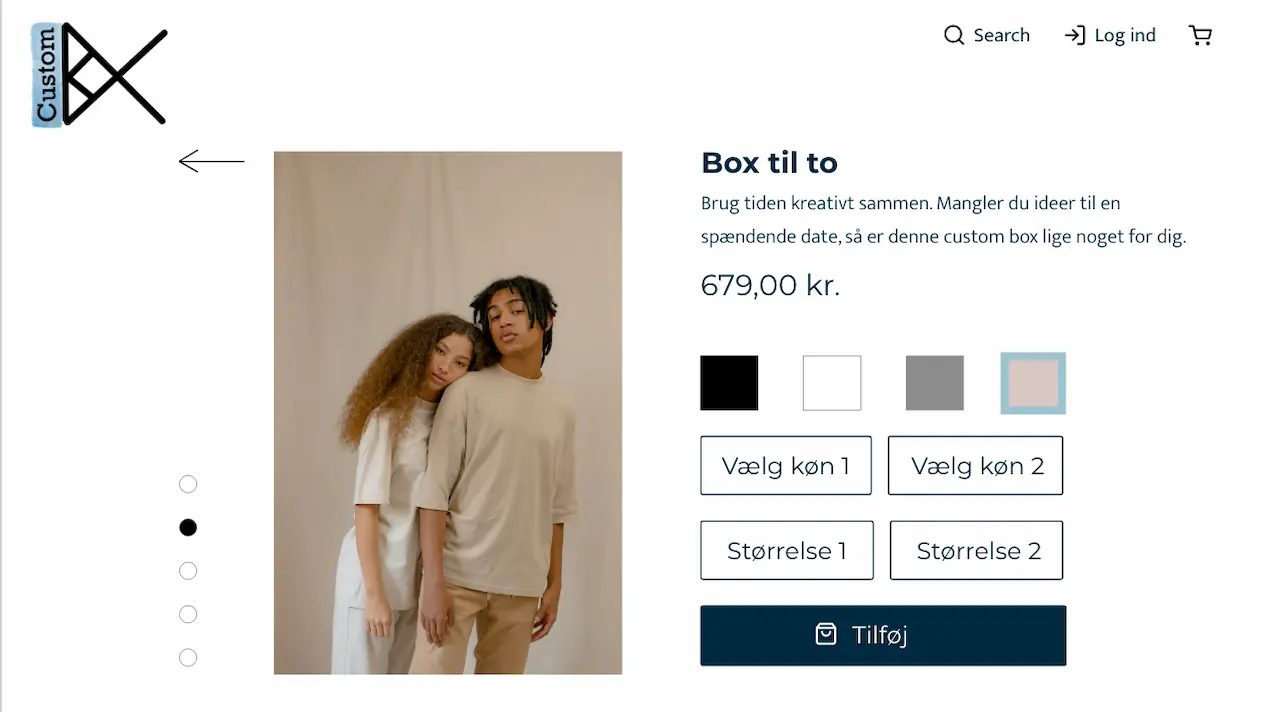 Custom
Search
Log ind
Box til to
Brug tiden kreativt sammen. Mangler du ideer til en
spændende date, så er denne custom box lige noget for dig.
679,00 kr.
Vælg køn 1
Vælg køn 2
Størrelse 1
Størrelse 2
Tilføj